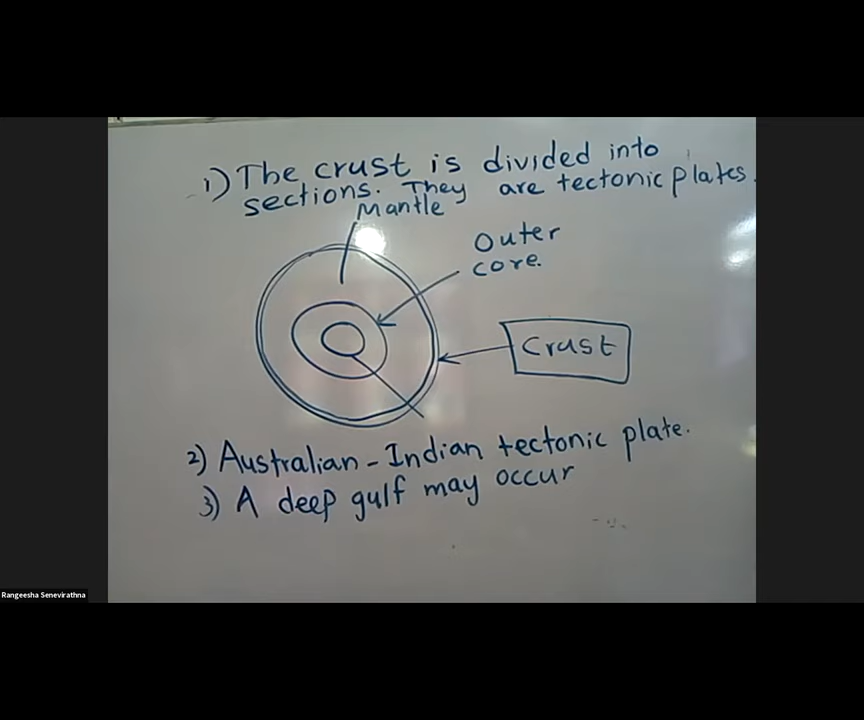 1) The crust is divided into
sections. They are tectonic plates.
Mantle
Outer
core.
Crust
2) Australian - Indian tectonic plate.
3) A deep gulf may occur
Rangeesha Senevirathna